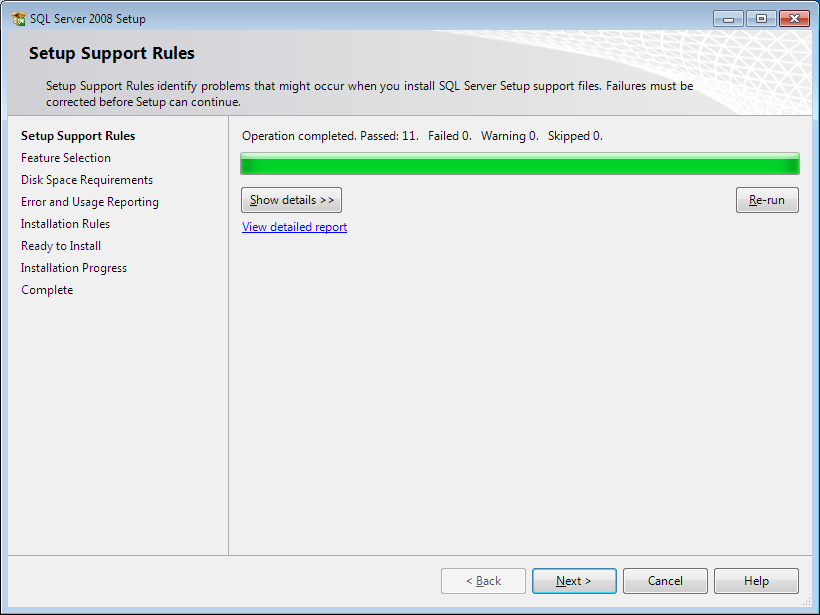 SQL Server 2008 Setup
Setup Support Rules
Setup Support Rules identify problems that might occur when you install SQL Server Setup support files. Failures must be
corrected before Setup can continue.
Setup Support Rules
Feature Selection
Disk Space Requirements
Error and Usage Reporting
Installation Rules
Ready to Install
Installation Progress
Complete
Operation completed. Passed: 11.   Failed 0.   Warning 0.   Skipped 0.
Show details >>
Re-run
View detailed report
< Back
Next >
Cancel
Help